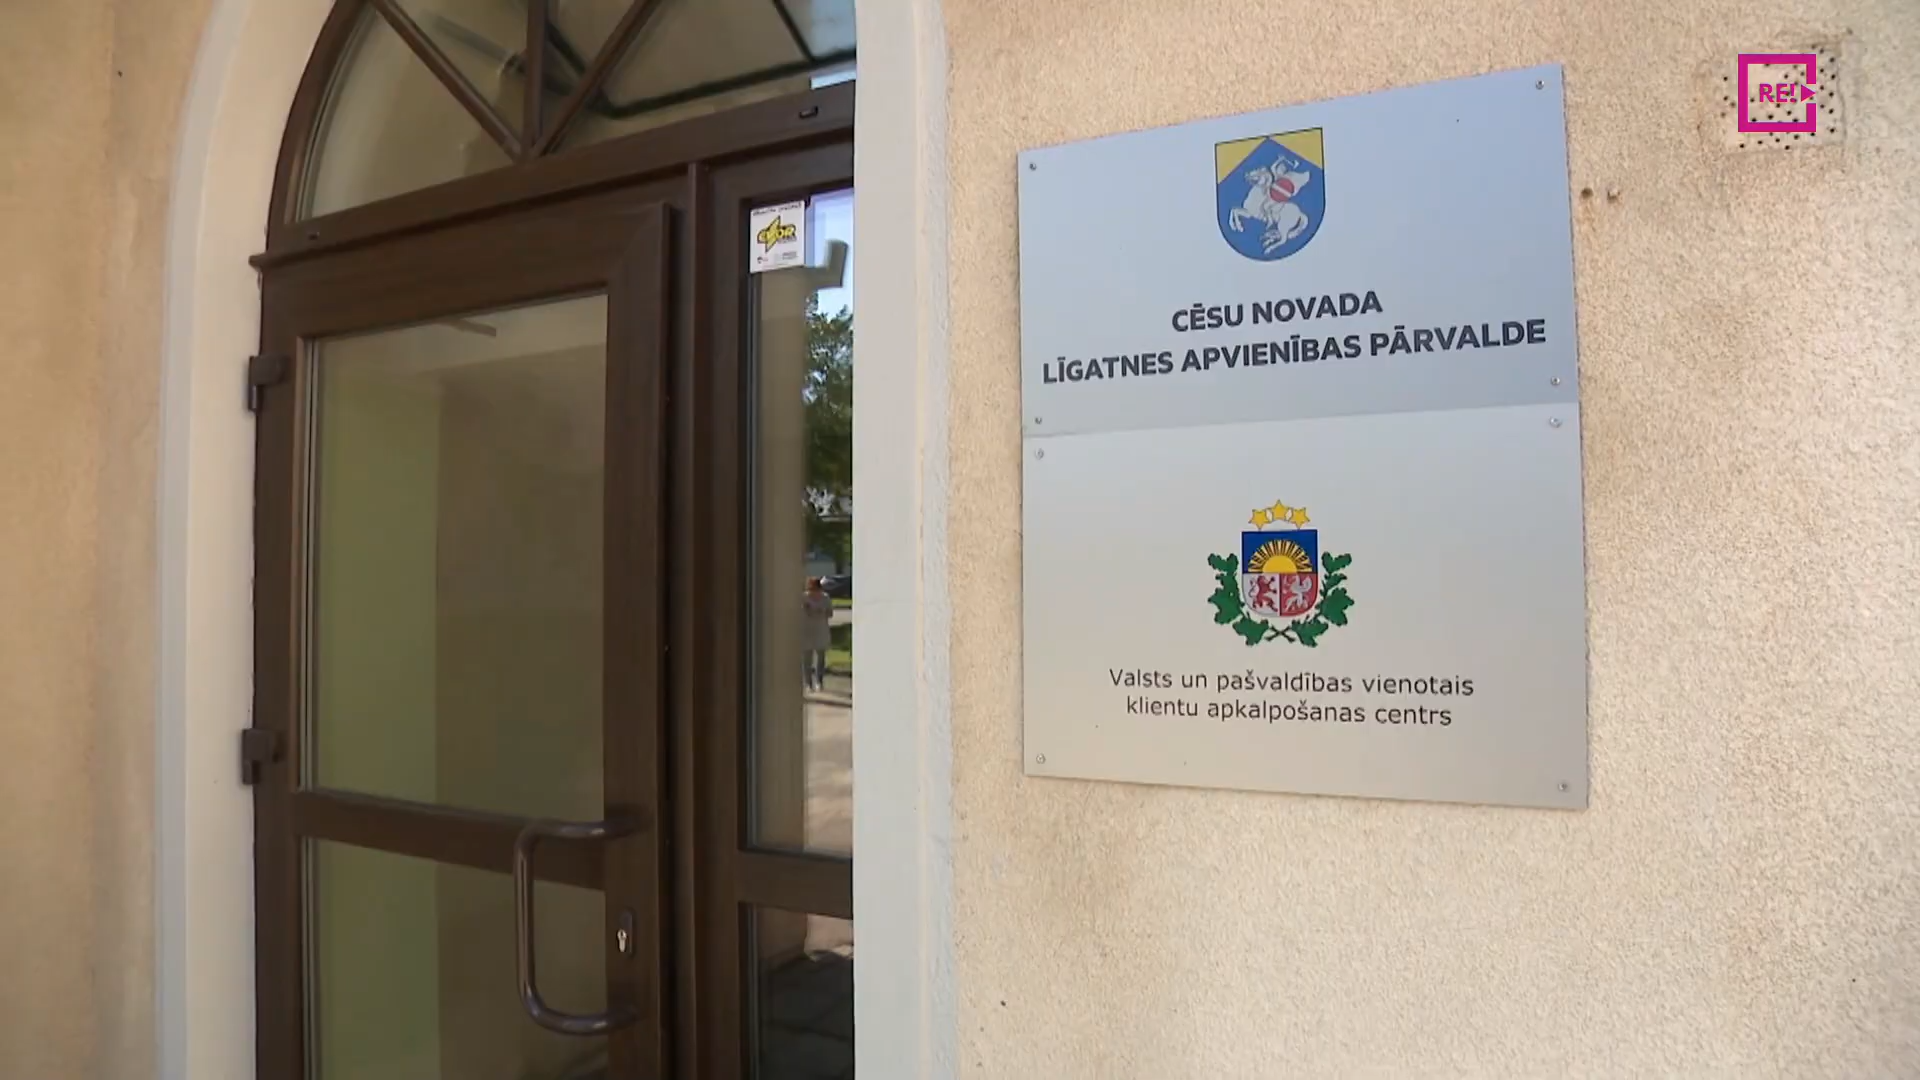 RE!
CĒSU NOVADA
LĪGATNES APVIENĪBAS PĀRVALDE
Valsts un pašvaldības vienotais
klientu apkalpošanas centrs